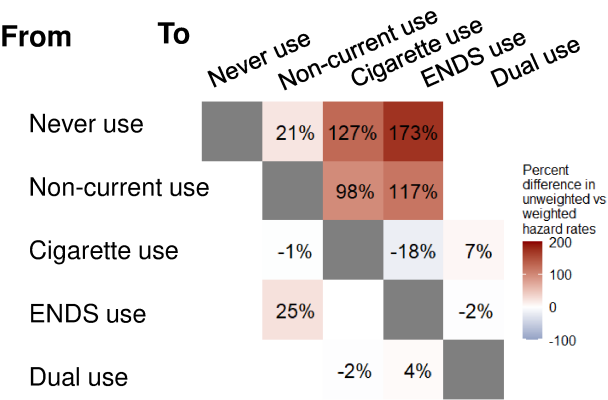 From
To
Never use
Non-current use
Cigarette use
ENDS use
Dual use
Never use
21%
127%
173%
Non-current use
98%
117%
Cigarette use
-1%
-18%
7%
ENDS use
25%
-2%
Dual use
-2%
4%
Percent
difference in
unweighted vs
weighted
hazard rates
200
100
0
-100